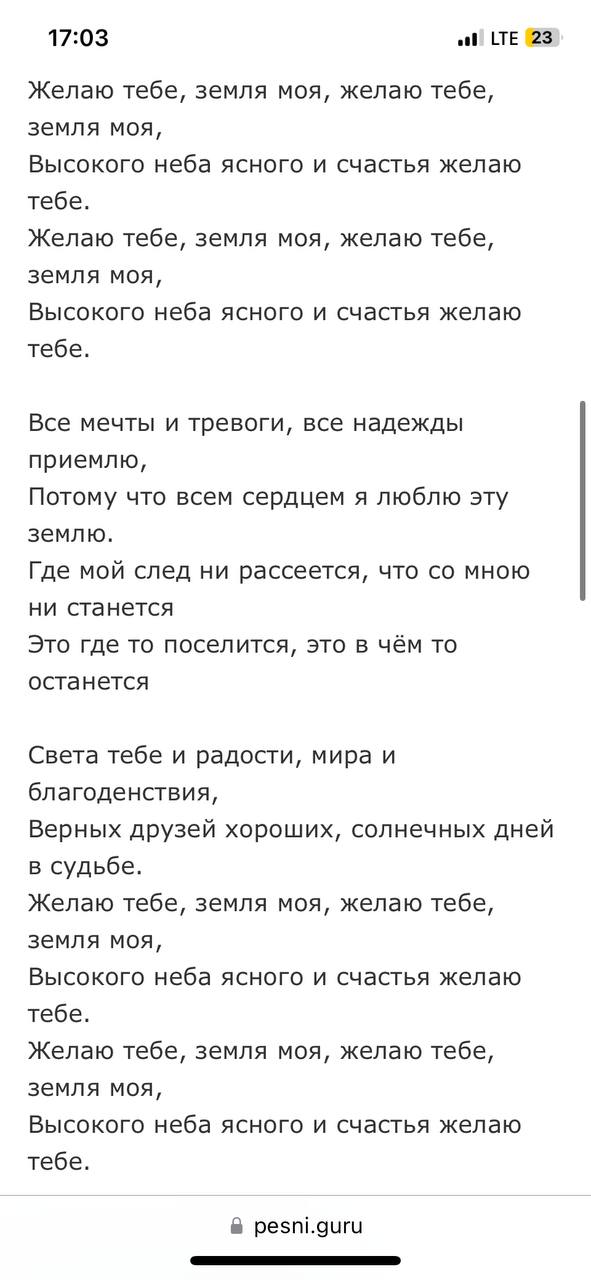 17:03 LTE 23
Желаю тебе, земля моя, желаю тебе,
земля моя,
Высокого неба ясного и счастья желаю
тебе.
Желаю тебе, земля моя, желаю тебе,
земля моя,
Высокого неба ясного и счастья желаю
тебе.
Все мечты и тревоги, все надежды
приемлю,
Потому что всем сердцем я люблю эту
землю.
Где мой след ни рассеется, что со мною
ни станется
Это где то поселится, это в чём то
останется
Света тебе и радости, мира и
благоденствия,
Верных друзей хороших, солнечных дней
в судьбе.
Желаю тебе, земля моя, желаю тебе,
земля моя,
Высокого неба ясного и счастья желаю
тебе.
Желаю тебе, земля моя, желаю тебе,
земля моя,
Высокого неба ясного и счастья желаю
тебе.
pesni.guru